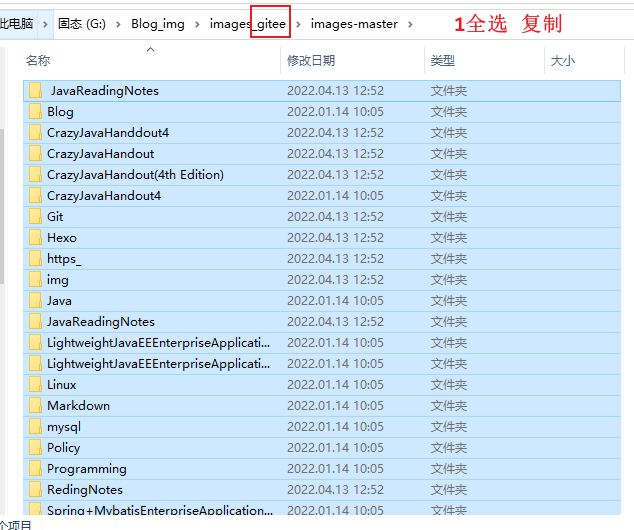 此电脑 > 固态 (G:) > Blog_img > images_gitee > images-master >
1全选 复制
名称 修改日期 类型 大小
JavaReadingNotes 2022.04.13 12:52 文件夹
Blog 2022.01.14 10:05 文件夹
CrazyJavaHanddout4 2022.04.13 12:52 文件夹
CrazyJavaHandout 2022.04.13 12:52 文件夹
CrazyJavaHandout(4th Edition) 2022.04.13 12:52 文件夹
CrazyJavaHandout4 2022.01.14 10:05 文件夹
Git 2022.04.13 12:52 文件夹
Hexo 2022.04.13 12:52 文件夹
https_ 2022.04.13 12:52 文件夹
img 2022.04.13 12:52 文件夹
Java 2022.01.14 10:05 文件夹
JavaReadingNotes 2022.04.13 12:52 文件夹
LightweightJavaEEEnterpriseApplicati... 2022.01.14 10:05 文件夹
LightweightJavaEEEnterpriseApplicati... 2022.01.14 10:05 文件夹
Linux 2022.01.14 10:05 文件夹
Markdown 2022.01.14 10:05 文件夹
mysql 2022.01.14 10:05 文件夹
Policy 2022.01.14 10:05 文件夹
Programming 2022.01.14 10:05 文件夹
RedingNotes 2022.04.13 12:52 文件夹
Spring+MybatisEnterpriseApplication... 2022.01.14 10:05 文件夹
个项目